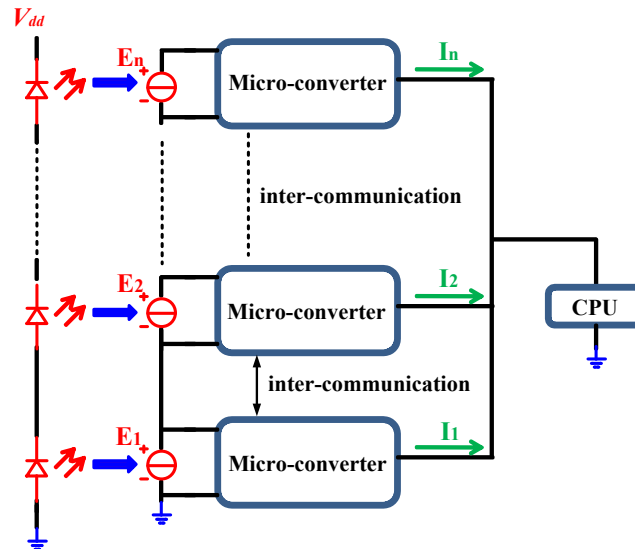 Vdd
En
+
−
Micro-converter
In
inter-communication
E2
+
−
Micro-converter
I2
CPU
inter-communication
E1
+
−
Micro-converter
I1